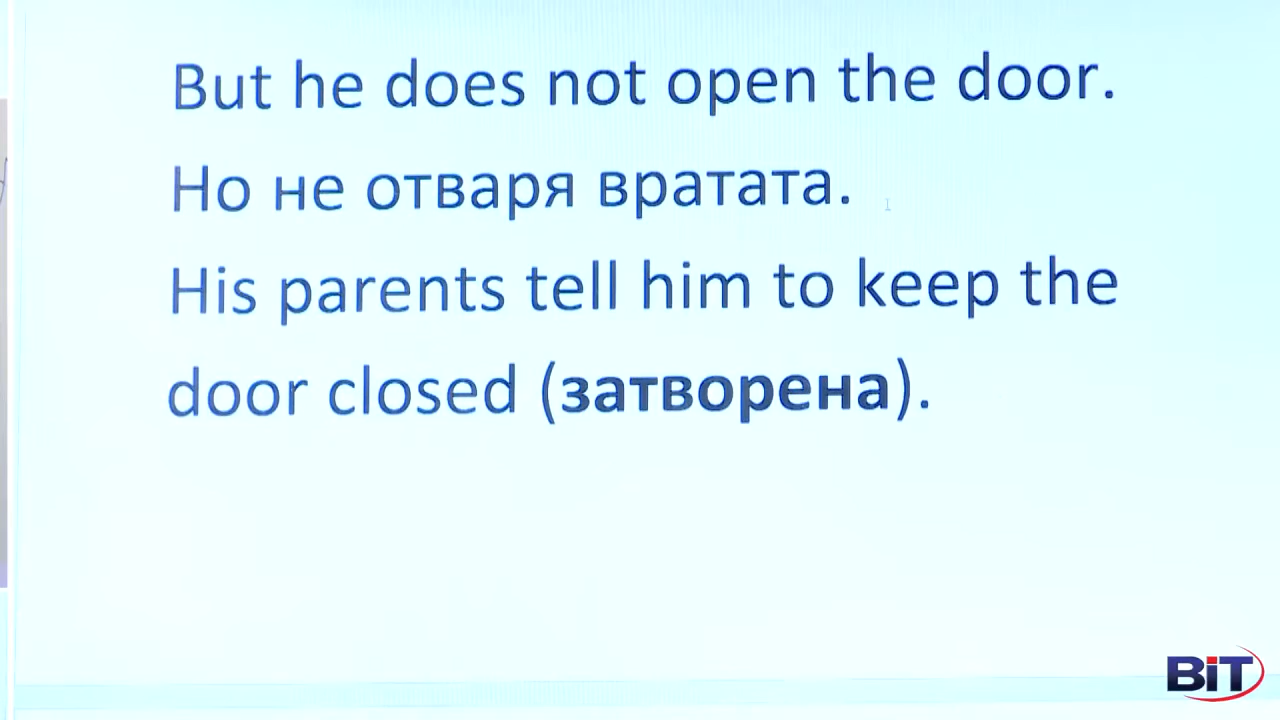 But he does not open the door.
Но не отваря вратата.
His parents tell him to keep the
door closed (затворена).
BiT